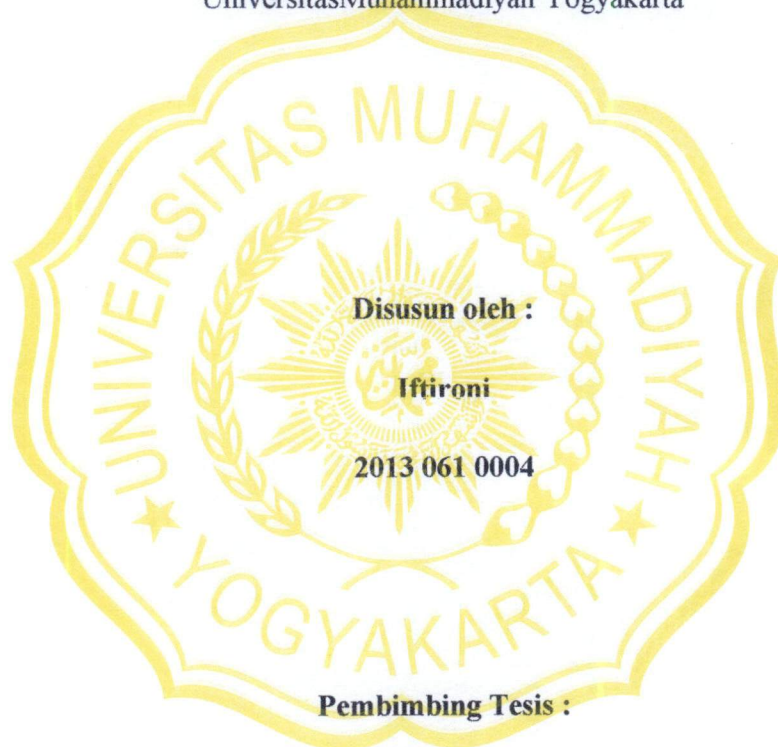 UniversitasMuhammadiyah Yogyakarta
UNIVERSITAS MUHAMMADIYAH
Disusun oleh :
Iftironi
2013 061 0004
★ YOGYAKARTA ★
Pembimbing Tesis :